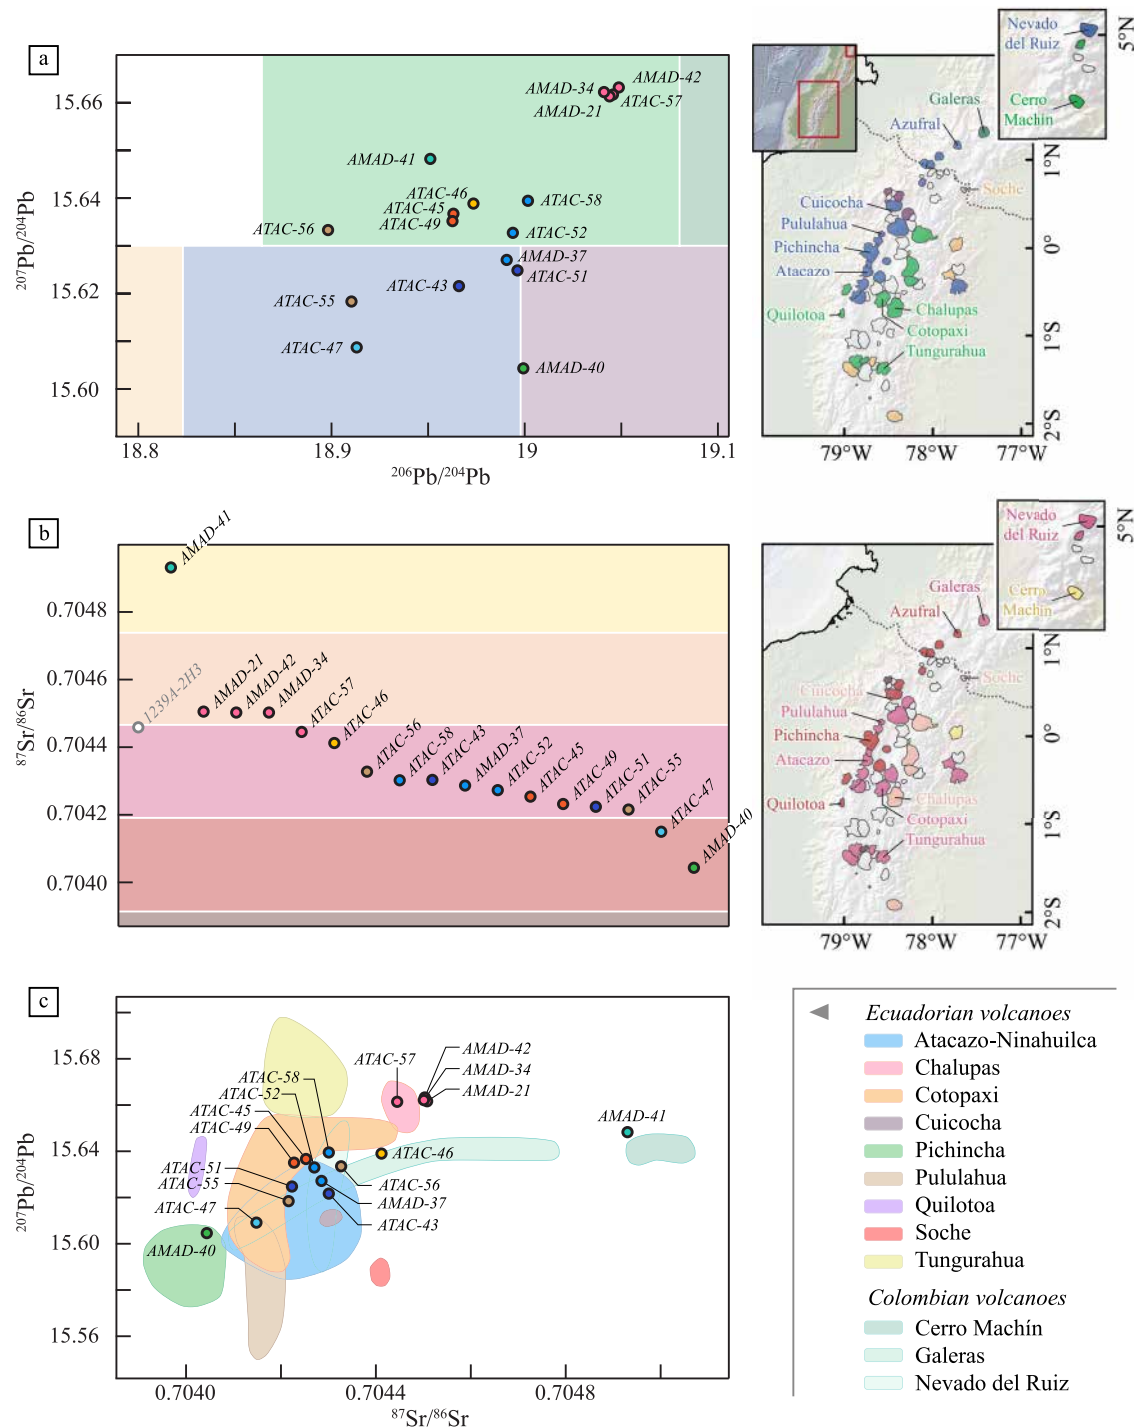 a
15.66
15.64
15.62
15.60
207Pb/204Pb
AMAD-42
AMAD-34
ATAC-57
AMAD-21
AMAD-41
ATAC-46
ATAC-45
ATAC-49
ATAC-58
ATAC-56
ATAC-52
AMAD-37
ATAC-51
ATAC-43
ATAC-55
ATAC-47
AMAD-40
18.8
18.9
19
19.1
206Pb/204Pb
Nevado
del Ruiz
Cerro
Machín
5°N
Galeras
Azufral
Soche
Cuicocha
Pululahua
Pichincha
Atacazo
Quilotoa
Chalupas
Cotopaxi
Tungurahua
1°N
0°
1°S
2°S
79°W
78°W
77°W
b
0.7048
0.7046
0.7044
0.7042
0.7040
87Sr/86Sr
AMAD-41
1239A-2H3
AMAD-21
AMAD-42
AMAD-34
ATAC-57
ATAC-46
ATAC-56
ATAC-58
ATAC-43
AMAD-37
ATAC-52
ATAC-45
ATAC-49
ATAC-51
ATAC-55
ATAC-47
AMAD-40
Nevado
del Ruiz
Cerro
Machín
5°N
Galeras
Azufral
Soche
Cuicocha
Pululahua
Pichincha
Atacazo
Quilotoa
Chalupas
Cotopaxi
Tungurahua
1°N
0°
1°S
2°S
79°W
78°W
77°W
c
15.68
15.64
15.60
15.56
207Pb/204Pb
AMAD-42
ATAC-57
AMAD-34
AMAD-21
ATAC-58
ATAC-52
ATAC-45
ATAC-49
AMAD-41
ATAC-46
ATAC-51
ATAC-55
ATAC-56
AMAD-37
ATAC-47
ATAC-43
AMAD-40
0.7040
0.7044
0.7048
87Sr/86Sr
Ecuadorian volcanoes
Atacazo-Ninahuilca
Chalupas
Cotopaxi
Cuicocha
Pichincha
Pululahua
Quilotoa
Soche
Tungurahua
Colombian volcanoes
Cerro Machín
Galeras
Nevado del Ruiz